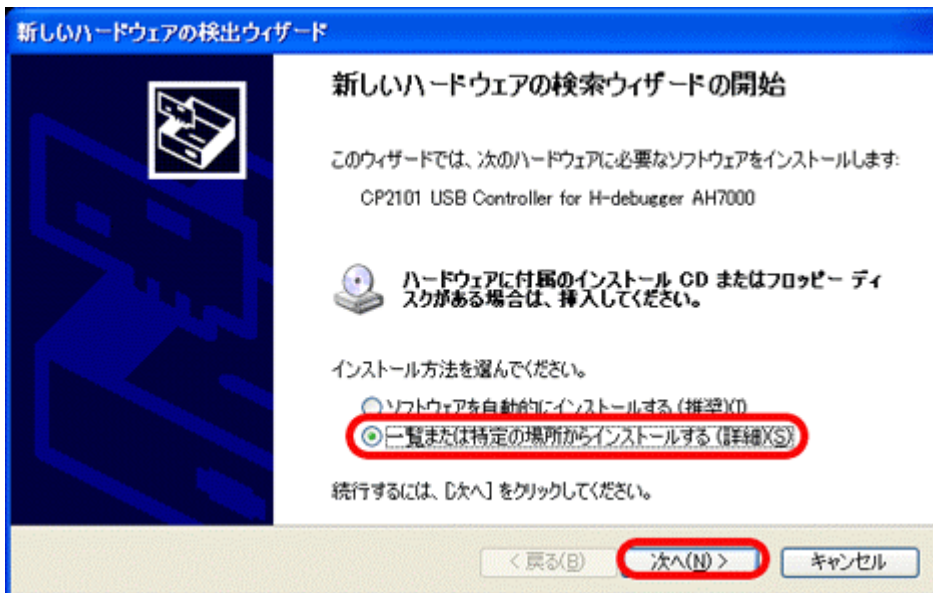 新しいハードウェアの検出ウィザード
新しいハードウェアの検索ウィザードの開始
このウィザードでは、次のハードウェアに必要なソフトウェアをインストールします:
CP2101 USB Controller for H-debugger AH7000
ハードウェアに付属のインストール CD またはフロッピー ディ
スクがある場合は、挿入してください。
インストール方法を選んでください。
ソフトウェアを自動的にインストールする (推奨)(I)
一覧または特定の場所からインストールする (詳細)(S)
続行するには、[次へ] をクリックしてください。
< 戻る(B)
次へ(N) >
キャンセル